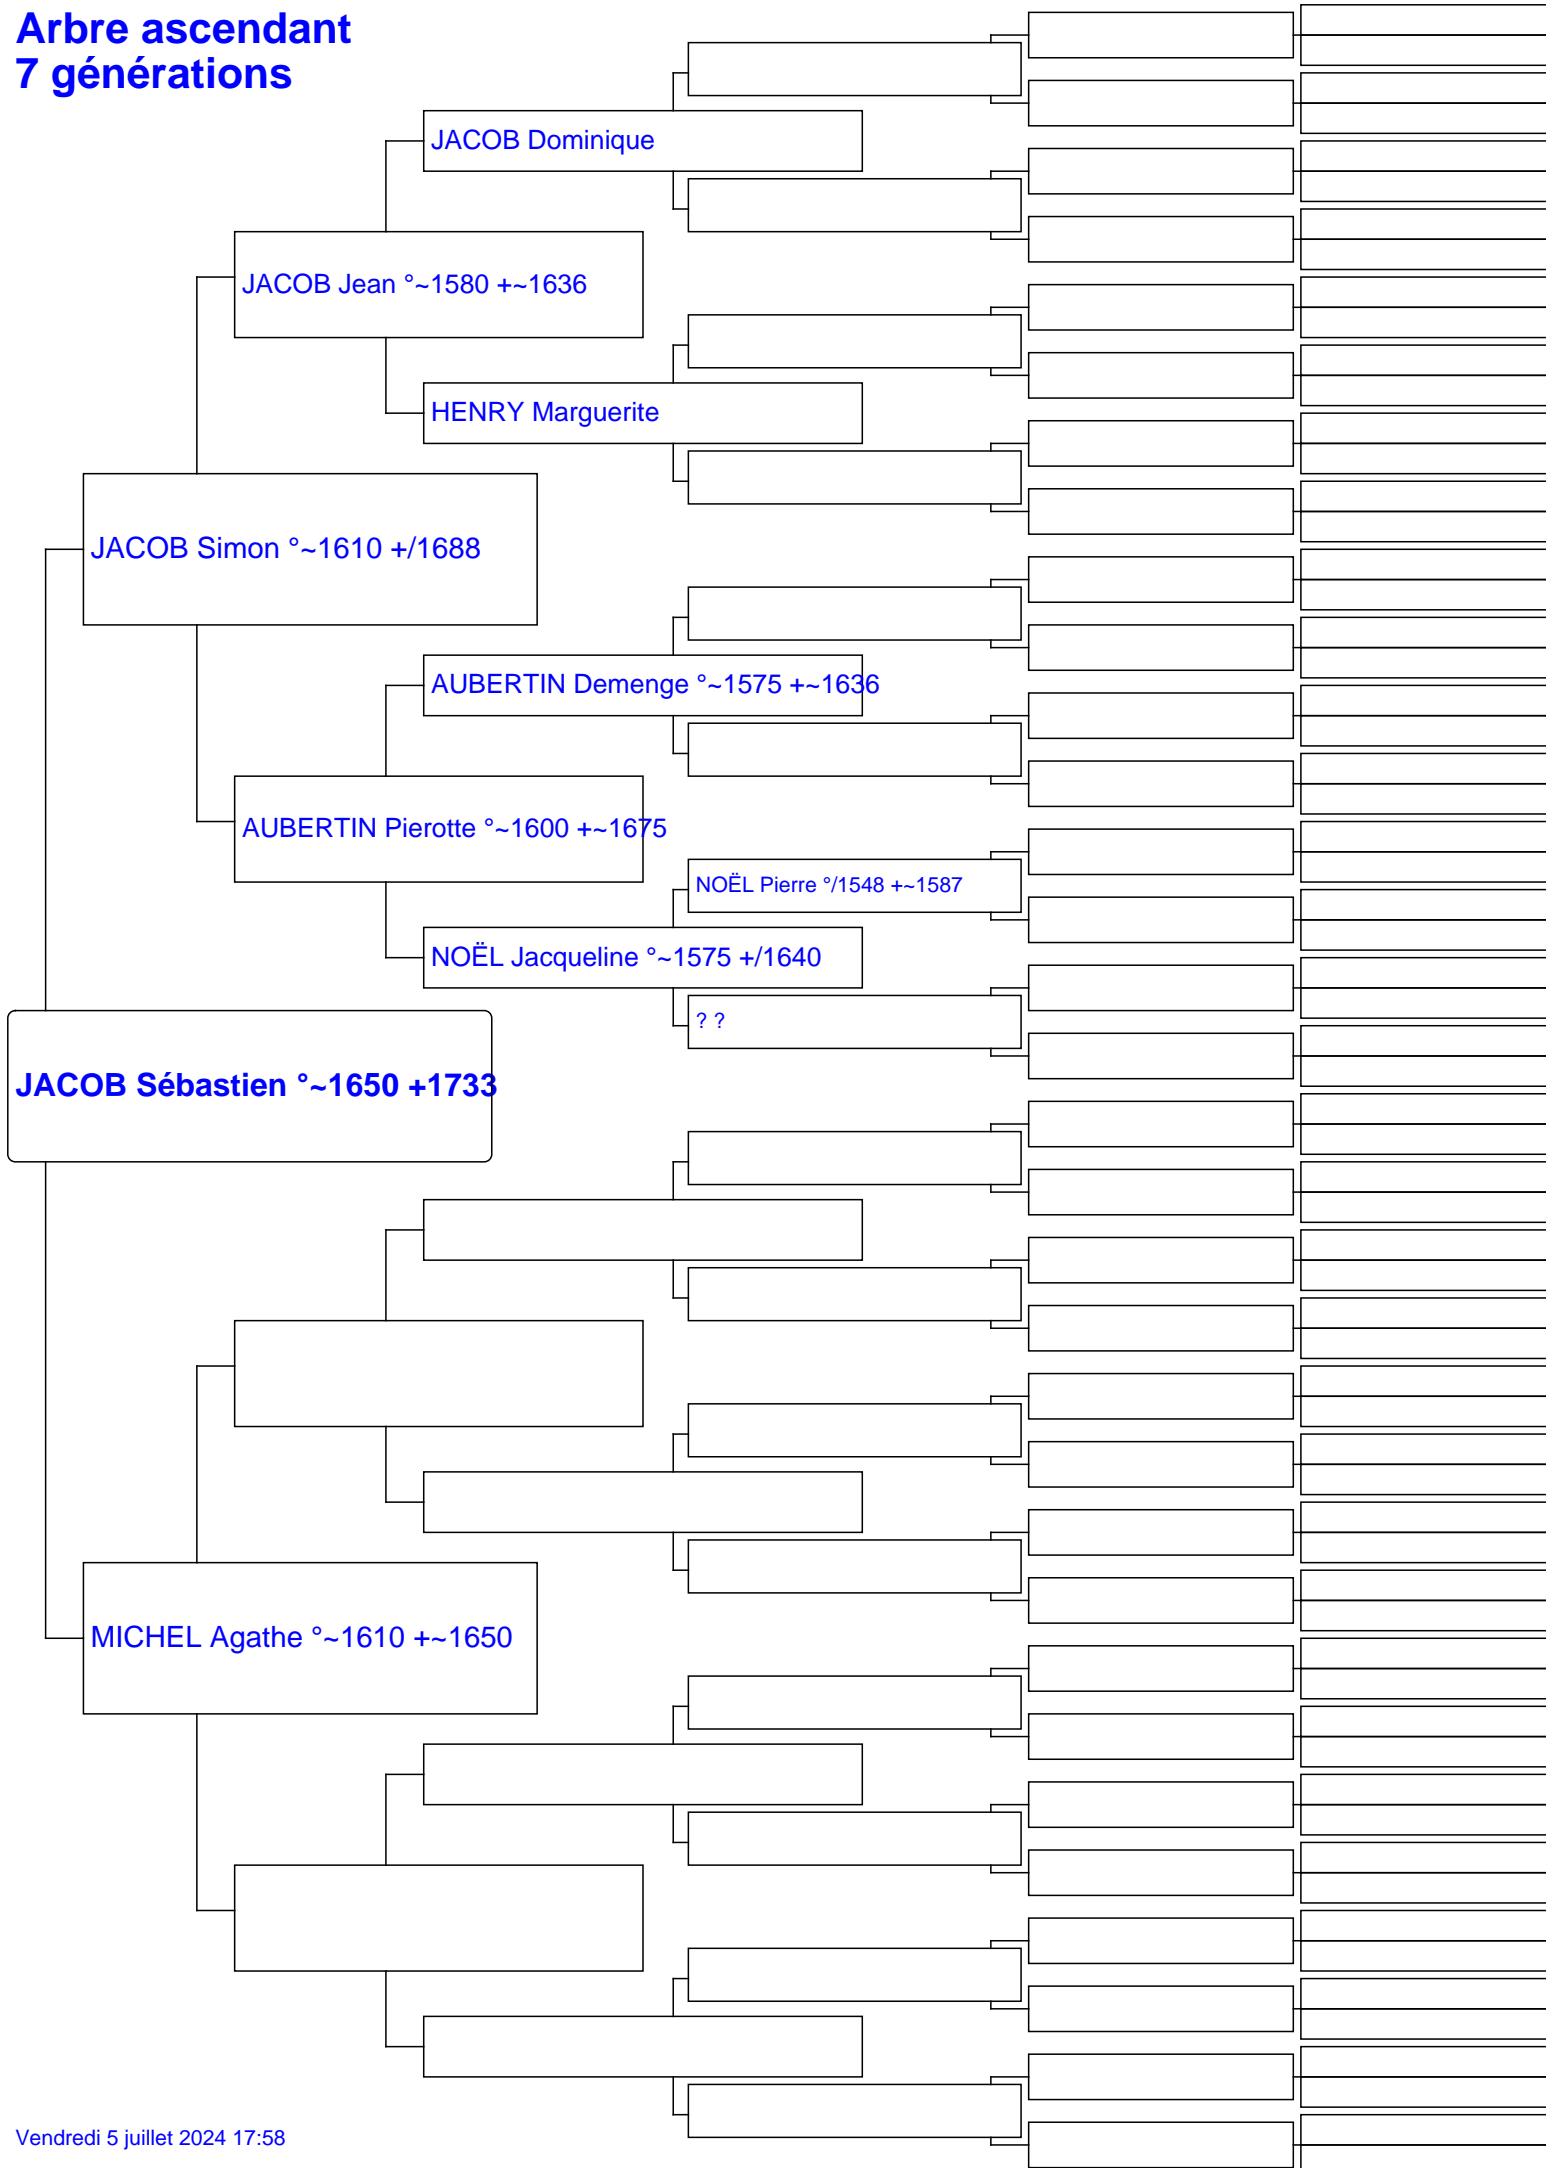 Arbre ascendant
7 générations
JACOB Dominique
JACOB Jean °~1580 +~1636
HENRY Marguerite
JACOB Simon °~1610 +/1688
AUBERTIN Demenge °~1575 +~1636
AUBERTIN Pierotte °~1600 +~1675
NOËL Pierre °/1548 +~1587
NOËL Jacqueline °~1575 +/1640
? ?
JACOB Sébastien °~1650 +1733
MICHEL Agathe °~1610 +~1650
Vendredi 5 juillet 2024 17:58